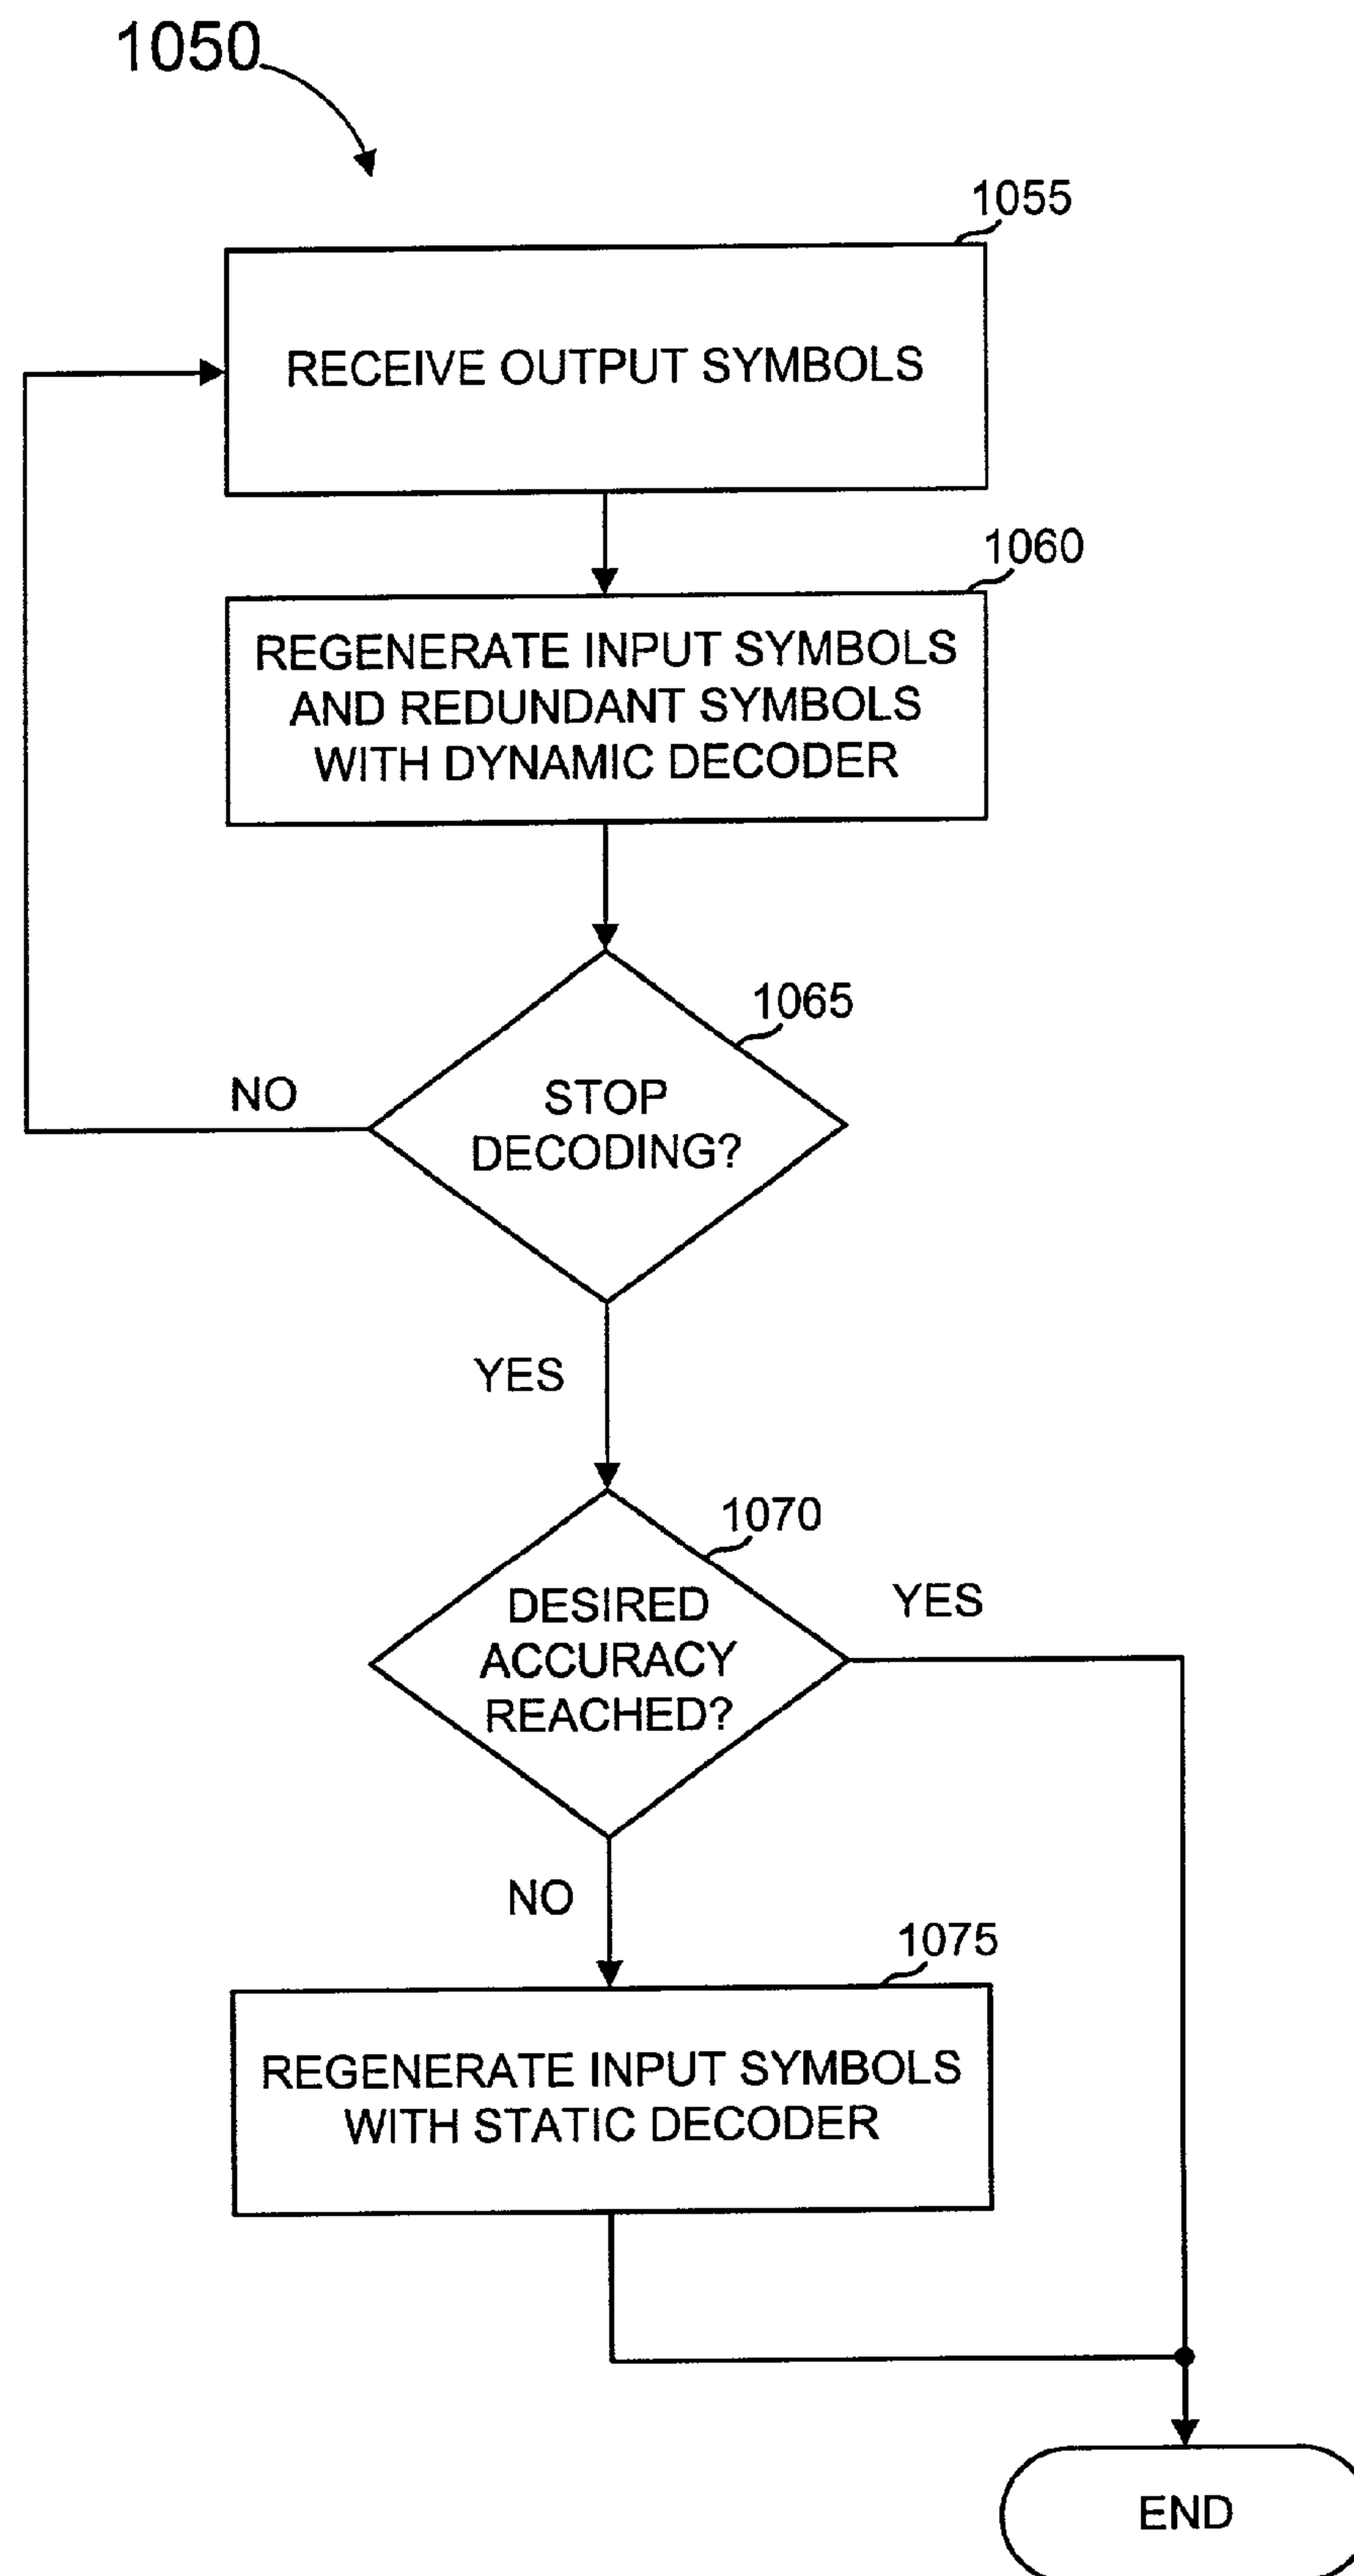 1050
1055
RECEIVE OUTPUT SYMBOLS
1060
REGENERATE INPUT SYMBOLS
AND REDUNDANT SYMBOLS
WITH DYNAMIC DECODER
1065
NO
STOP
DECODING?
YES
1070
YES
DESIRED
ACCURACY
REACHED?
NO
1075
REGENERATE INPUT SYMBOLS
WITH STATIC DECODER
END